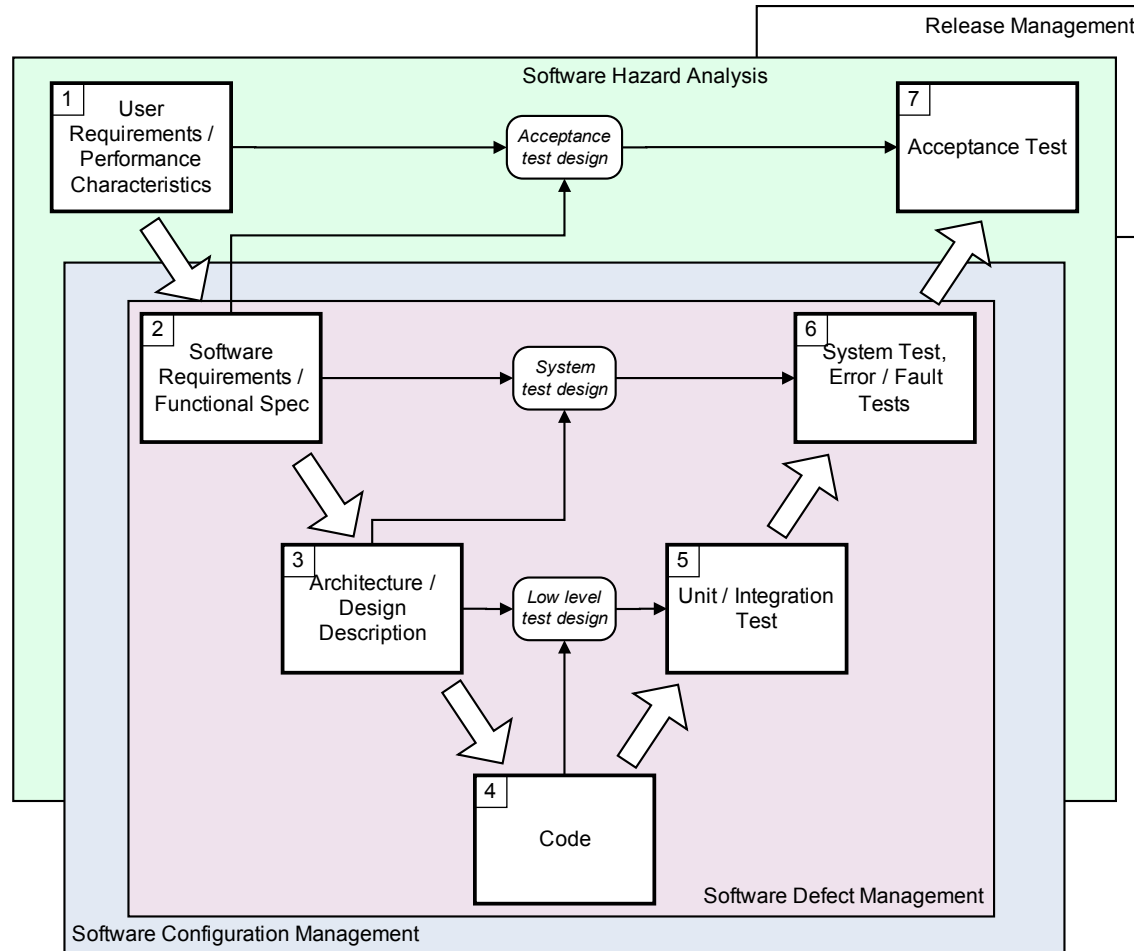 Release Management
Software Hazard Analysis
1
User
Requirements /
Performance
Characteristics
Acceptance
test design
7
Acceptance Test
2
Software
Requirements /
Functional Spec
System
test design
6
System Test,
Error / Fault
Tests
3
Architecture /
Design
Description
Low level
test design
5
Unit / Integration
Test
4
Code
Software Defect Management
Software Configuration Management